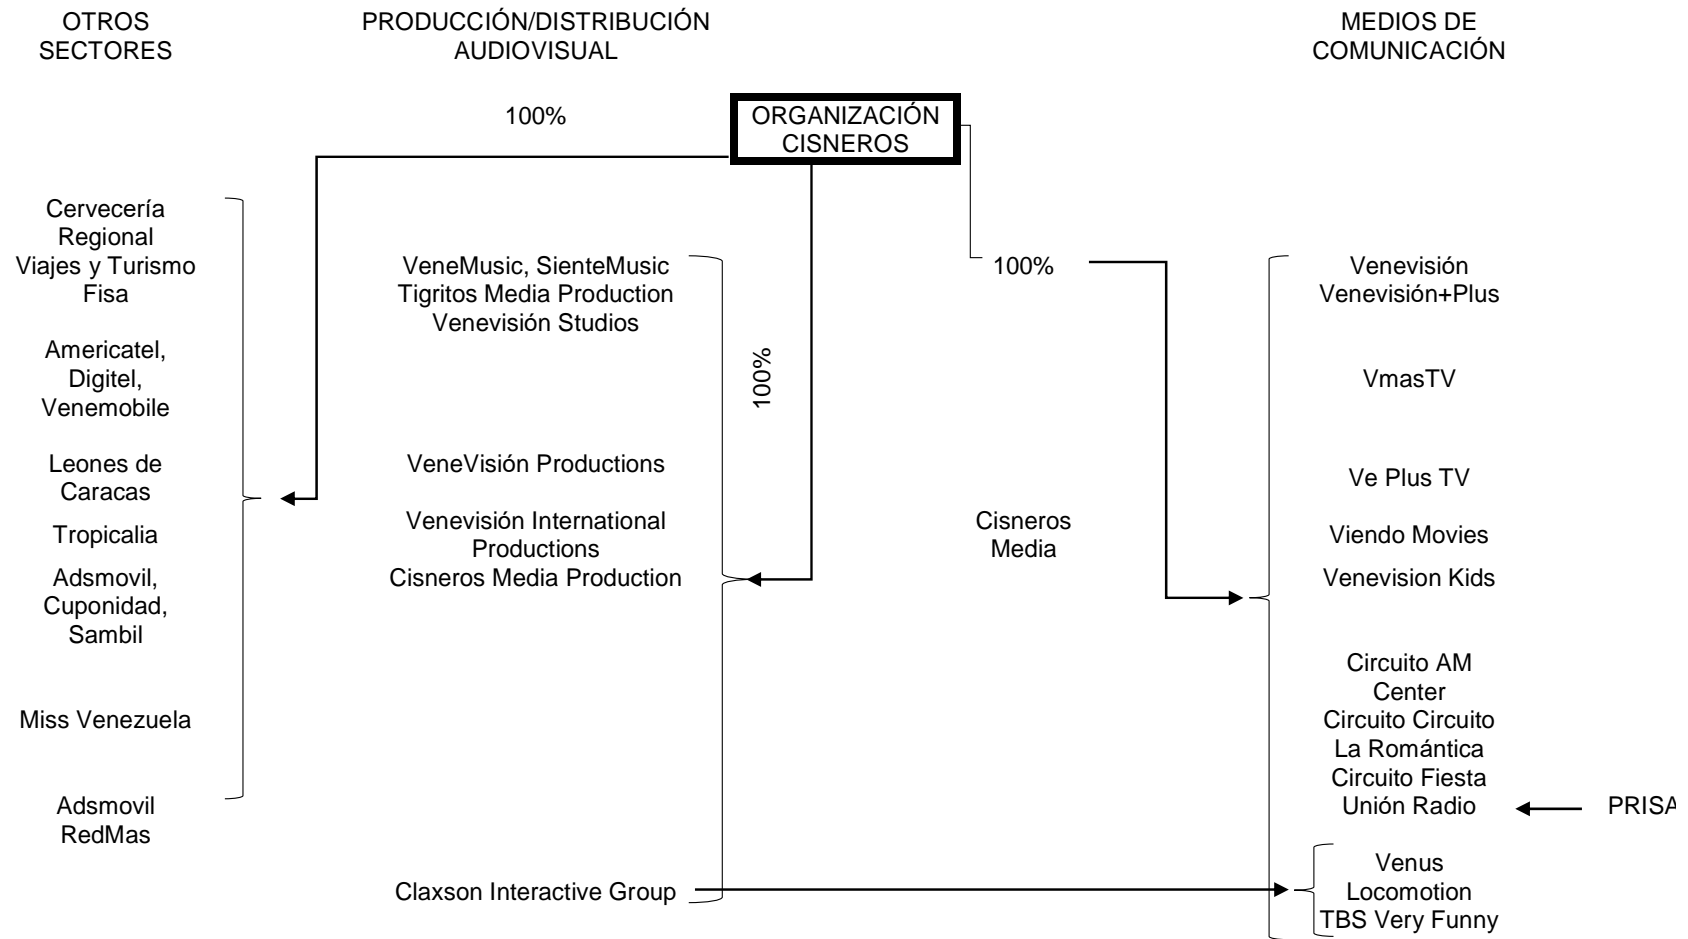 OTROS
SECTORES
PRODUCCIÓN/DISTRIBUCIÓN
AUDIOVISUAL
MEDIOS DE
COMUNICACIÓN
100%
ORGANIZACIÓN
CISNEROS
Cervecería
Regional
Viajes y Turismo
Fisa
Americatel,
Digitel,
Venemobile
Leones de
Caracas
Tropicalia
Adsmovil,
Cuponidad,
Sambil
Miss Venezuela
Adsmovil
RedMas
VeneMusic, SienteMusic
Tigritos Media Production
Venevisión Studios
VeneVisión Productions
Venevisión International
Productions
Cisneros Media Production
Claxson Interactive Group
100%
100%
Cisneros
Media
Venevisión
Venevisión+Plus
VmasTV
Ve Plus TV
Viendo Movies
Venevision Kids
Circuito AM
Center
Circuito Circuito
La Romántica
Circuito Fiesta
Unión Radio
PRISA
Venus
Locomotion
TBS Very Funny